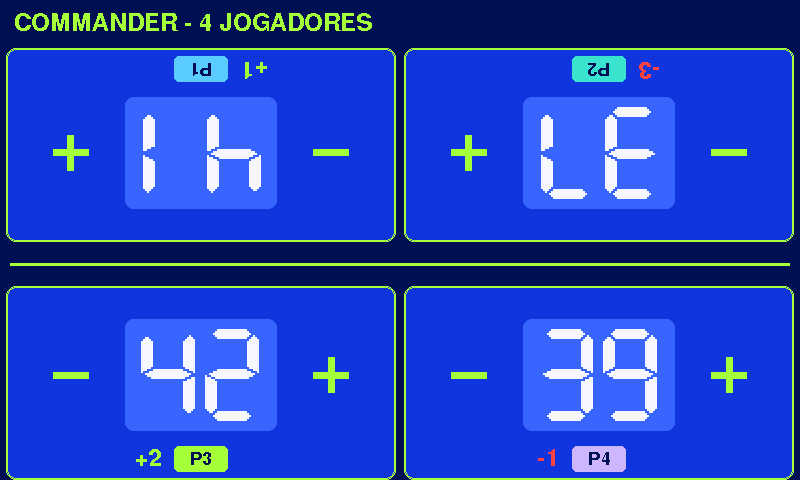 COMMANDER - 4 JOGADORES
− 41 +
+1 P1
− 37 +
-3 P2
− 42 +
+2 P3
− 39 +
-1 P4